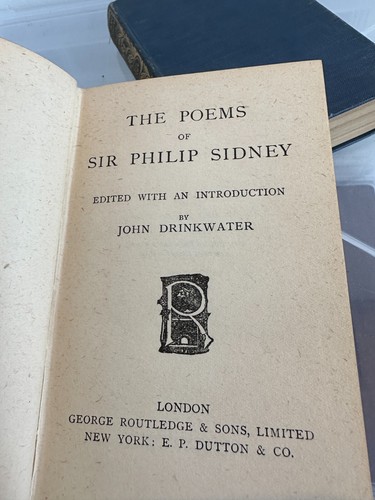 THE POEMS
OF
SIR PHILIP SIDNEY
EDITED WITH AN INTRODUCTION
BY
JOHN DRINKWATER
R
LONDON
GEORGE ROUTLEDGE & SONS, LIMITED
NEW YORK: E. P. DUTTON & CO.